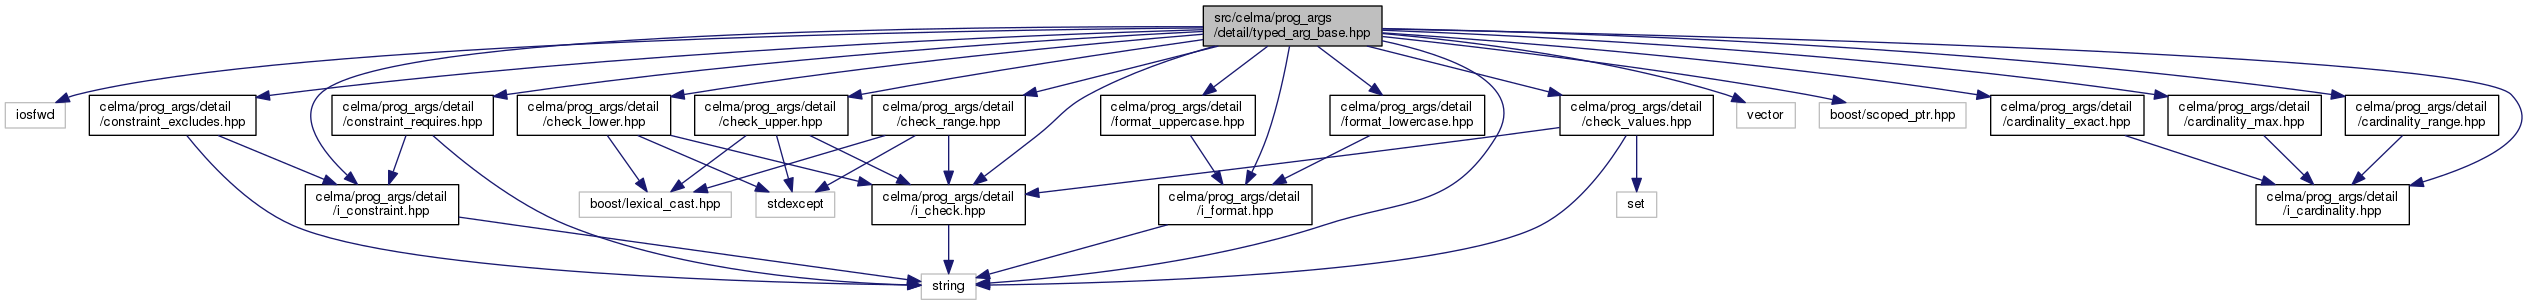 src/celma/prog_args
/detail/typed_arg_base.hpp
iosfwd
celma/prog_args/detail
/constraint_excludes.hpp
celma/prog_args/detail
/constraint_requires.hpp
celma/prog_args/detail
/check_lower.hpp
celma/prog_args/detail
/check_upper.hpp
celma/prog_args/detail
/check_range.hpp
celma/prog_args/detail
/format_uppercase.hpp
celma/prog_args/detail
/format_lowercase.hpp
celma/prog_args/detail
/check_values.hpp
vector
boost/scoped_ptr.hpp
celma/prog_args/detail
/cardinality_exact.hpp
celma/prog_args/detail
/cardinality_max.hpp
celma/prog_args/detail
/cardinality_range.hpp
celma/prog_args/detail
/i_constraint.hpp
boost/lexical_cast.hpp
stdexcept
celma/prog_args/detail
/i_check.hpp
celma/prog_args/detail
/i_format.hpp
set
celma/prog_args/detail
/i_cardinality.hpp
string